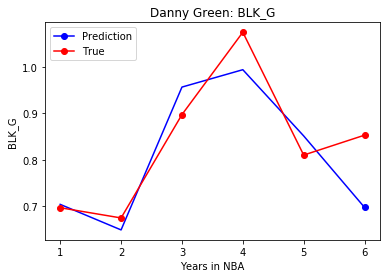 Danny Green: BLK_G
Prediction
True
1.0
0.9
0.8
0.7
BLK_G
1 2 3 4 5 6
Years in NBA